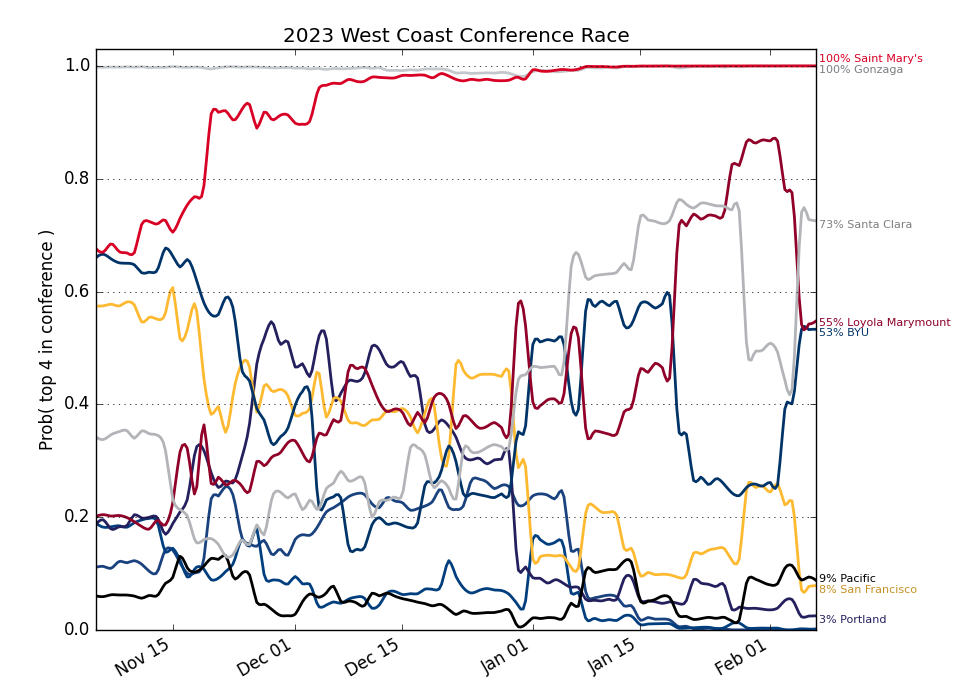 2023 West Coast Conference Race
Prob( top 4 in conference )
1.0
0.8
0.6
0.4
0.2
0.0
Nov 15
Dec 01
Dec 15
Jan 01
Jan 15
Feb 01
100% Saint Mary's
100% Gonzaga
73% Santa Clara
55% Loyola Marymount
53% BYU
9% Pacific
8% San Francisco
3% Portland